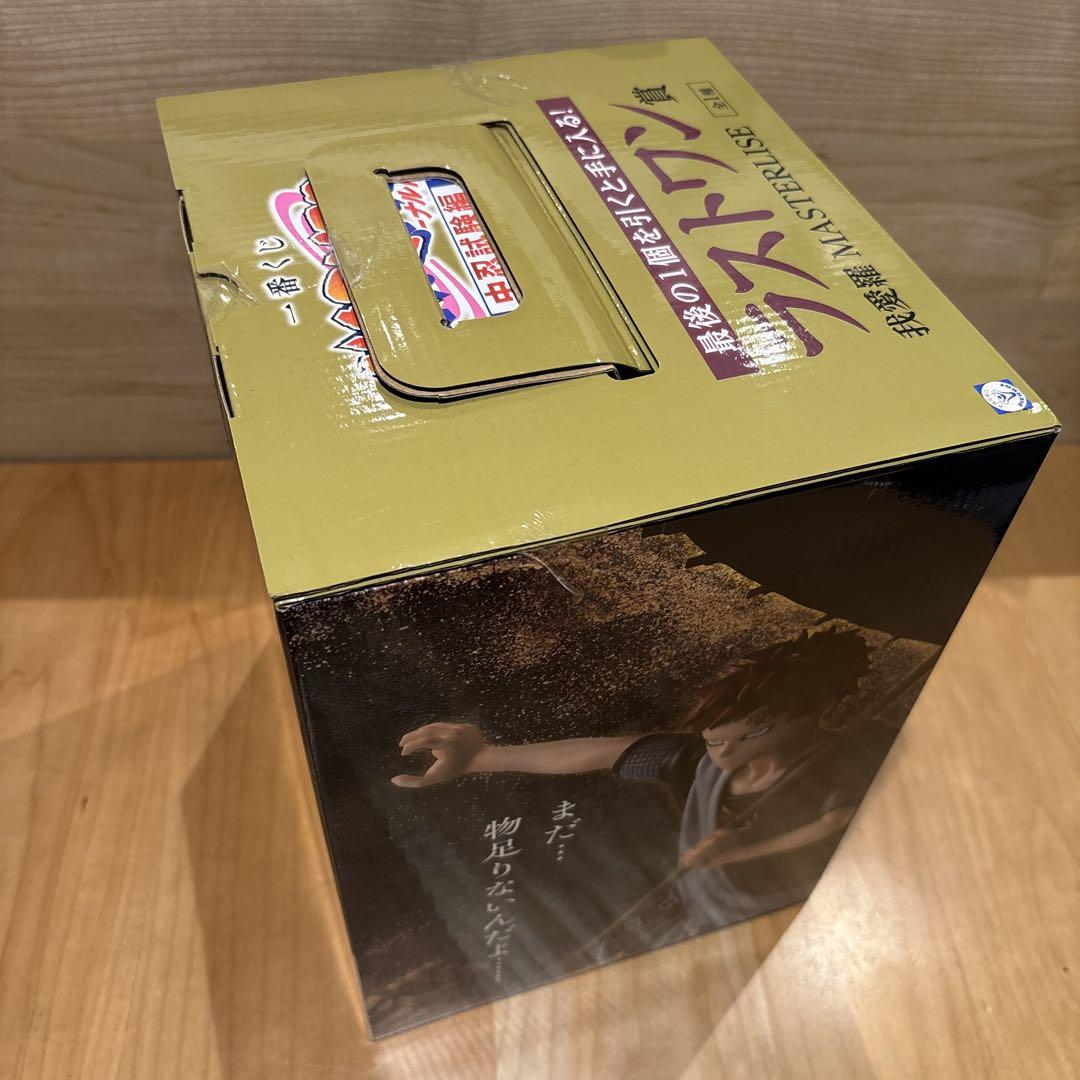 一番くじ
中忍試験編
最後の1個を引くと手に入る!
ラストワン賞
我愛羅 MASTERLISE
全1種
まだ…
物足りないんだよ……